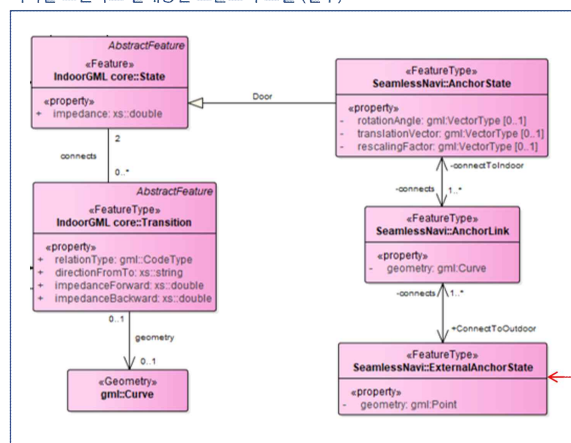 AbstractFeature
«Feature»
IndoorGML core::State
«property»
+ impedance: xs::double
2
connects
0..*
AbstractFeature
«FeatureType»
IndoorGML core::Transition
«property»
+ relationType: gml::CodeType
+ directionFromTo: xs::string
+ impedanceForward: xs::double
+ impedanceBackward: xs::double
0..1
geometry
0..1
«Geometry»
gml::Curve
Door
«FeatureType»
SeamlessNavi::AnchorState
«property»
- rotationAngle: gml:VectorType [0..1]
- translationVector: gml:VectorType [0..1]
- rescalingFactor: gml:VectorType [0..1]
-connectToIndoor
-connects
1..*
«FeatureType»
SeamlessNavi::AnchorLink
«property»
- geometry: gml:Curve
-connects
1..*
+ConnectToOutdoor
«FeatureType»
SeamlessNavi::ExternalAnchorState
«property»
- geometry: gml:Point